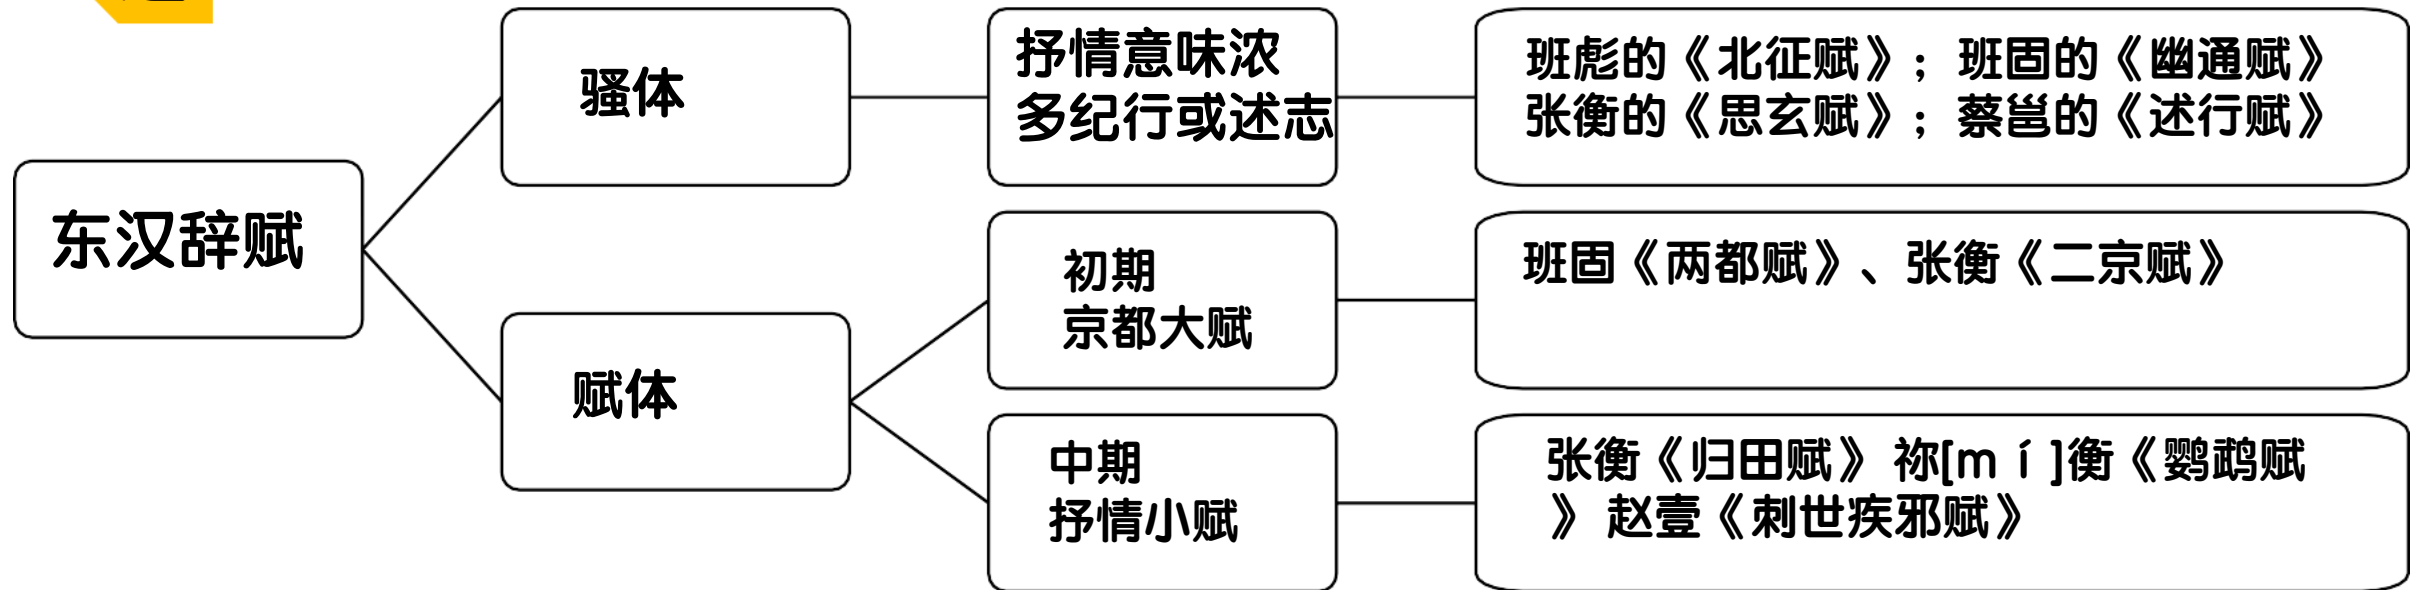 东汉辞赋
骚体
抒情意味浓
多纪行或述志
班彪的《北征赋》；班固的《幽通赋》
张衡的《思玄赋》；蔡邕的《述行赋》
赋体
初期
京都大赋
班固《两都赋》、张衡《二京赋》
中期
抒情小赋
张衡《归田赋》 祢[mí]衡《鹦鹉赋
》 赵壹《刺世疾邪赋》